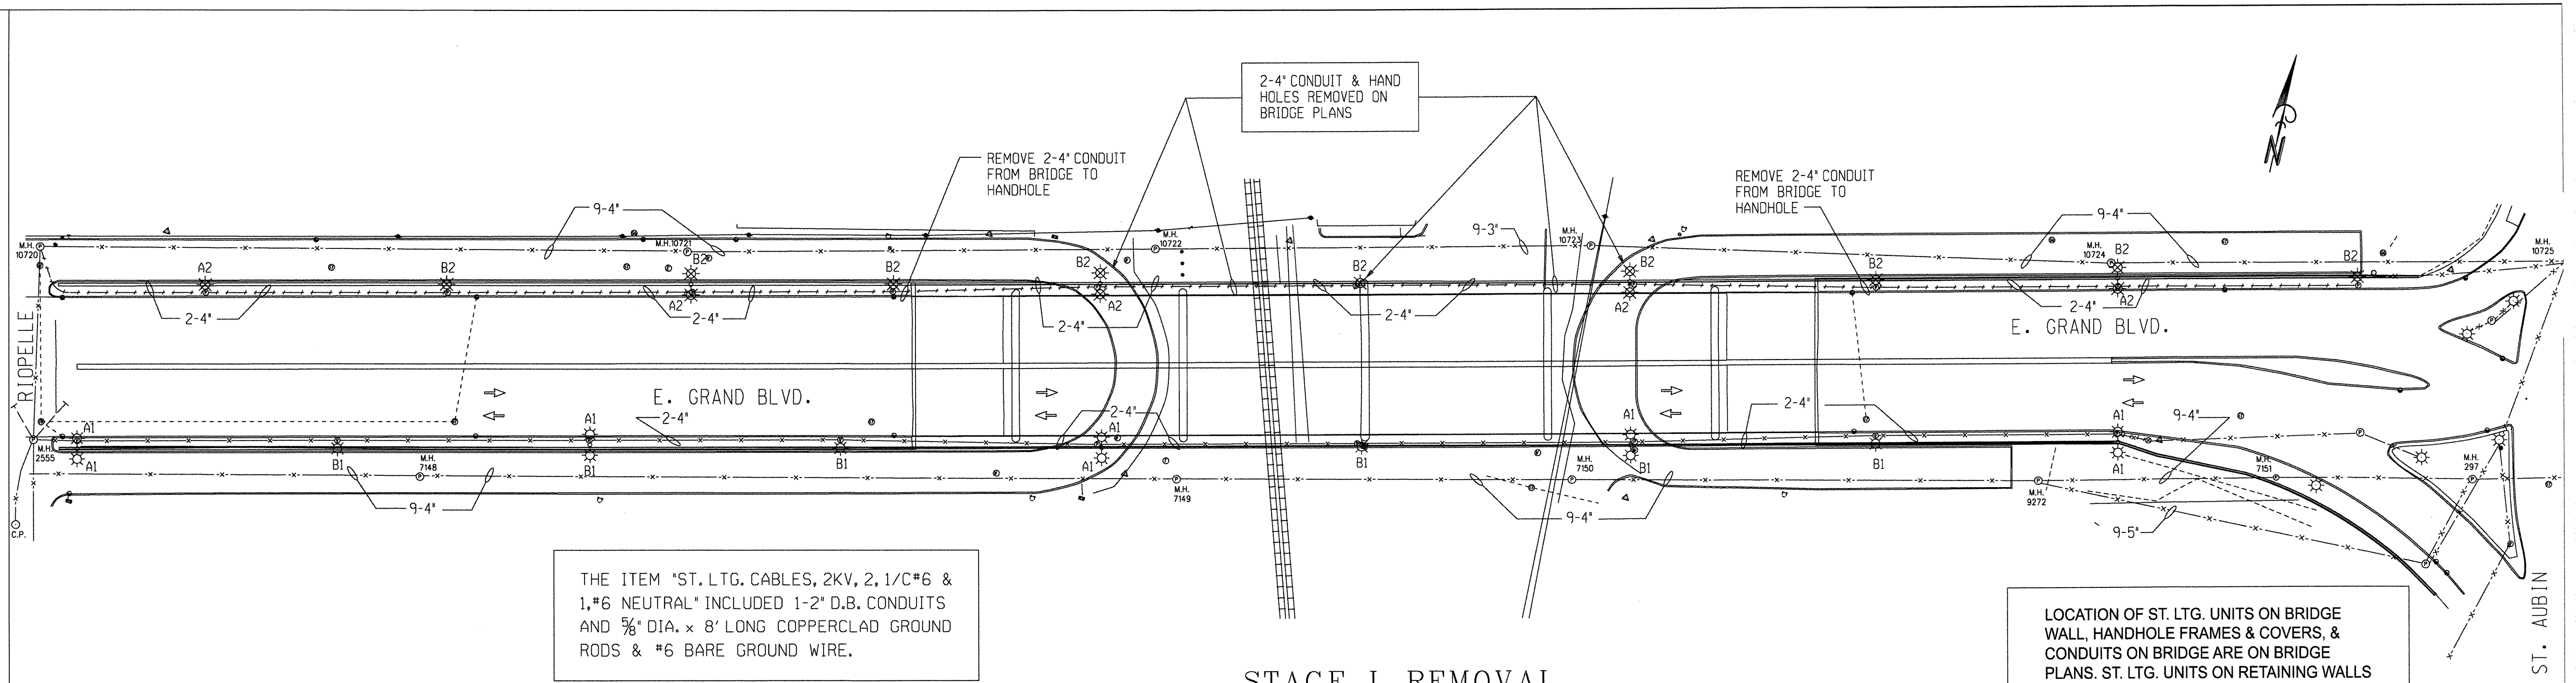 2-4" CONDUIT & HAND
HOLES REMOVED ON
BRIDGE PLANS
REMOVE 2-4" CONDUIT
FROM BRIDGE TO
HANDHOLE
REMOVE 2-4" CONDUIT
FROM BRIDGE TO
HANDHOLE
N
9-4"
9-3"
9-4"
M.H.
10720
M.H.10721
M.H.
10722
M.H.
10723
M.H.
10724
M.H.
10725
A2
B2
B2
A2
B2
B2
A2
B2
B2
A2
B2
B2
A2
B2
2-4"
2-4"
2-4"
2-4"
2-4"
RIOPELLE
E. GRAND BLVD.
E. GRAND BLVD.
2-4"
2-4"
2-4"
9-4"
A1
A1
B1
A1
B1
B1
A1
A1
B1
A1
B1
B1
A1
A1
M.H.
2555
M.H.
7148
M.H.
7149
M.H.
7150
M.H.
9272
M.H.
7151
M.H.
297
9-4"
9-4"
9-5"
C.P.
THE ITEM "ST. LTG. CABLES, 2KV, 2, 1/C#6 &
1,#6 NEUTRAL" INCLUDED 1-2" D.B. CONDUITS
AND 5/8" DIA. x 8' LONG COPPERCLAD GROUND
RODS & #6 BARE GROUND WIRE.
STAGE I REMOVAL
LOCATION OF ST. LTG. UNITS ON BRIDGE
WALL, HANDHOLE FRAMES & COVERS, &
CONDUITS ON BRIDGE ARE ON BRIDGE
PLANS. ST. LTG. UNITS ON RETAINING WALLS
ST. AUBIN